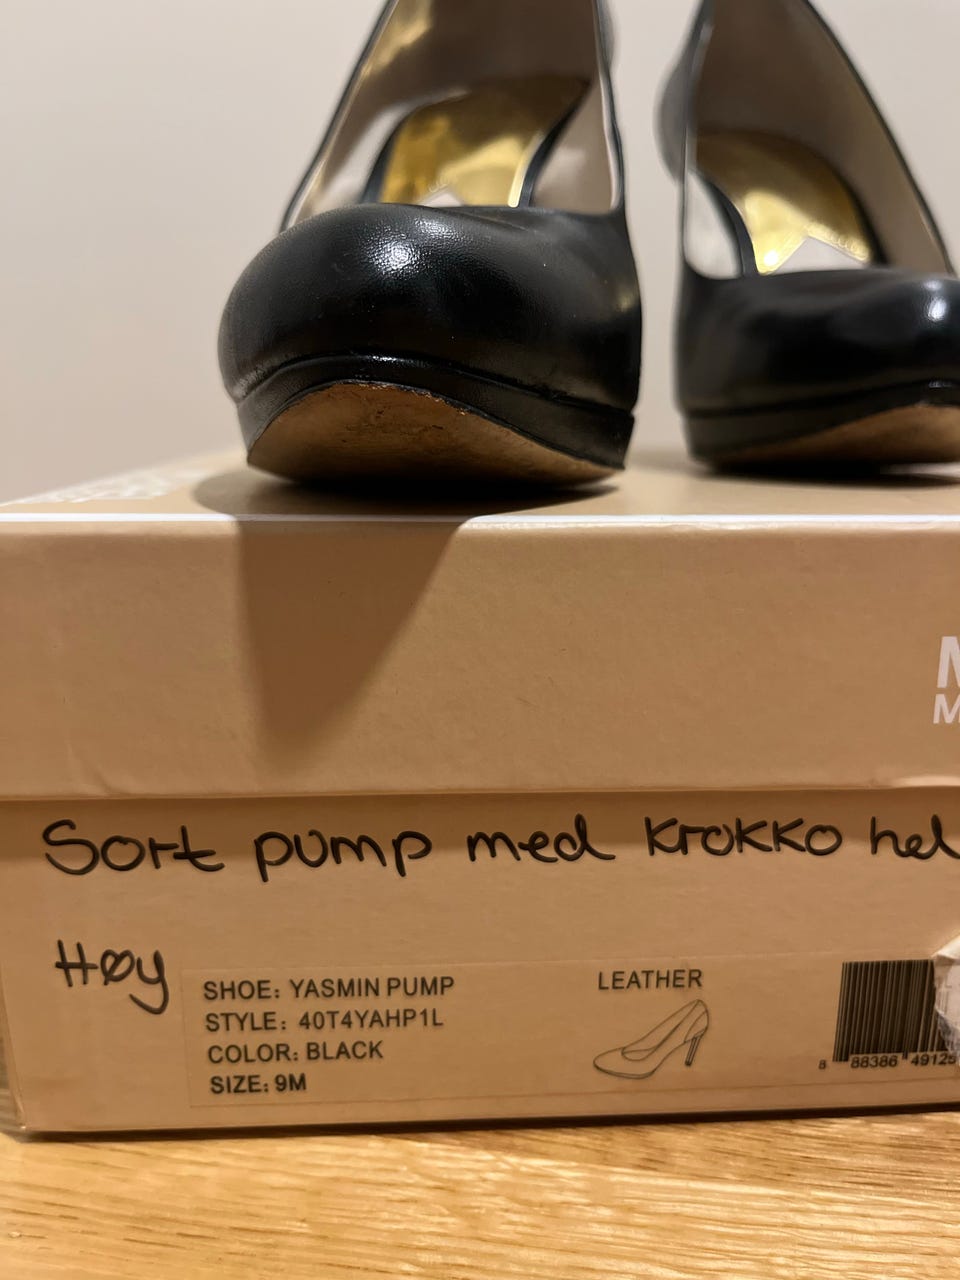 M
M
Sort pump med krokko hel
Høy
SHOE: YASMIN PUMP
STYLE: 40T4YAHP1L
COLOR: BLACK
SIZE: 9M
LEATHER
8 88386 49125